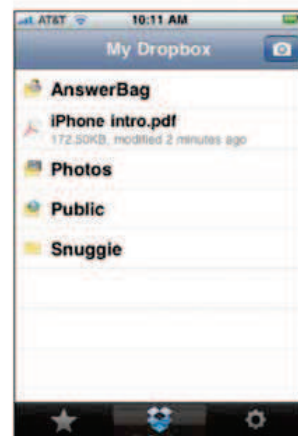 AT&T 10:11 AM
My Dropbox
AnswerBag
iPhone intro.pdf
172.50KB, modified 2 minutes ago
Photos
Public
Snuggie